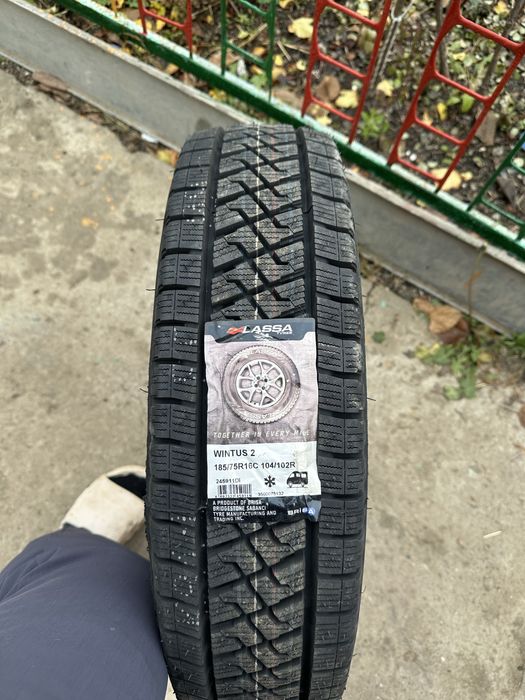 LASSA
TYRES
TOGETHER IN EVERY MILE
WINTUS 2
185/75R16C 104/102R
A PRODUCT OF BRISA
BRIDGESTONE SABANCI
TYRE MANUFACTURING AND
TRADING INC.